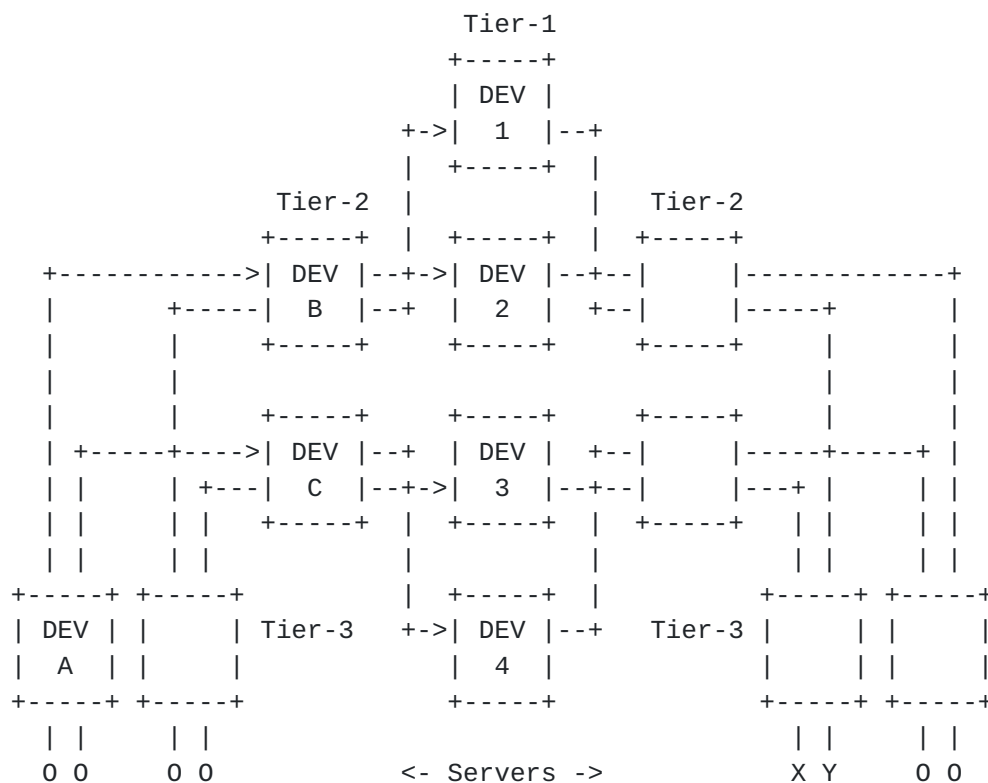 Tier-1
                            +-----+
                            | DEV |
                         +->|  1  |--+
                         |  +-----+  |
                 Tier-2  |           |  Tier-2
                +-----+  |  +-----+  |  +-----+
  +------------>| DEV |--+->| DEV |--+--|     |-------------+
  |       +-----|  B  |--+  |  2  |  +--|     |-----+       |
  |       |     +-----+     +-----+     +-----+     |       |
  |       |                                         |       |
  |       |     +-----+     +-----+     +-----+     |       |
  | +-----+---->| DEV |--+  | DEV |  +--|     |-----+-----+ |
  | |     | +---|  C  |--+->|  3  |--+--|     |---+ |     | |
  | |     | |   +-----+  |  +-----+  |  +-----+   | |     | |
  | |     | |            |           |            | |     | |
+-----+ +-----+          |  +-----+  |          +-----+ +-----+
| DEV | |     | Tier-3   +->| DEV |--+   Tier-3 |     | |     |
|  A  | |     |             |  4  |             |     | |     |
+-----+ +-----+             +-----+             +-----+ +-----+
  | |     | |                                     | |     | |
  O O     O O            <- Servers ->            X Y     O O